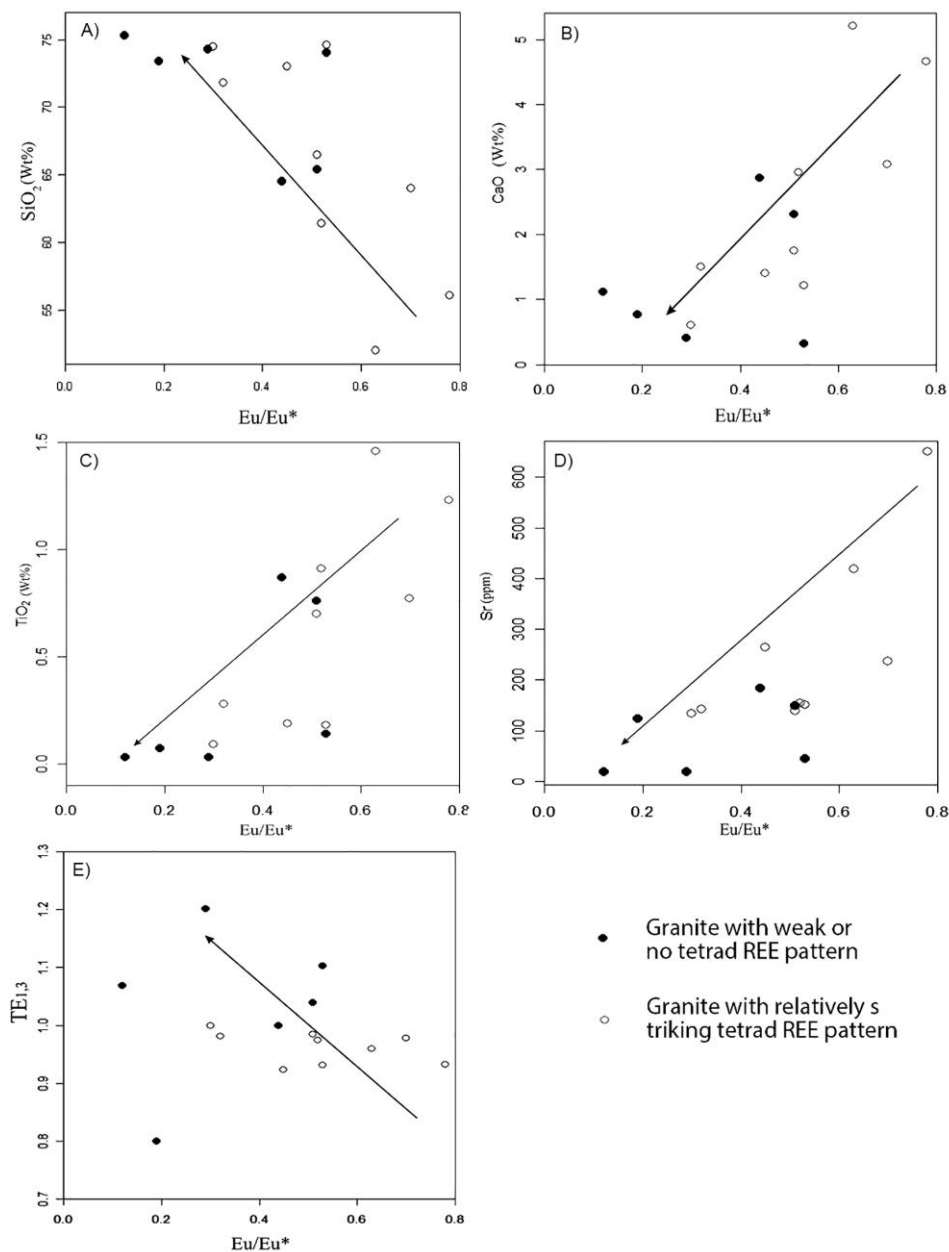 A)
75
70
65
60
55
SiO2 (Wt%)
0.0 0.2 0.4 0.6 0.8
Eu/Eu*
B)
5
4
3
2
1
0
CaO (Wt%)
0.0 0.2 0.4 0.6 0.8
Eu/Eu*
C)
1.5
1.0
0.5
0.0
TiO2 (Wt%)
0.0 0.2 0.4 0.6 0.8
Eu/Eu*
D)
600
500
400
300
200
100
0
Sr (ppm)
0.0 0.2 0.4 0.6 0.8
Eu/Eu*
E)
1.3
1.2
1.1
1.0
0.9
0.8
0.7
TE1,3
0.0 0.2 0.4 0.6 0.8
Eu/Eu*
Granite with weak or
no tetrad REE pattern
Granite with relatively s
triking tetrad REE pattern